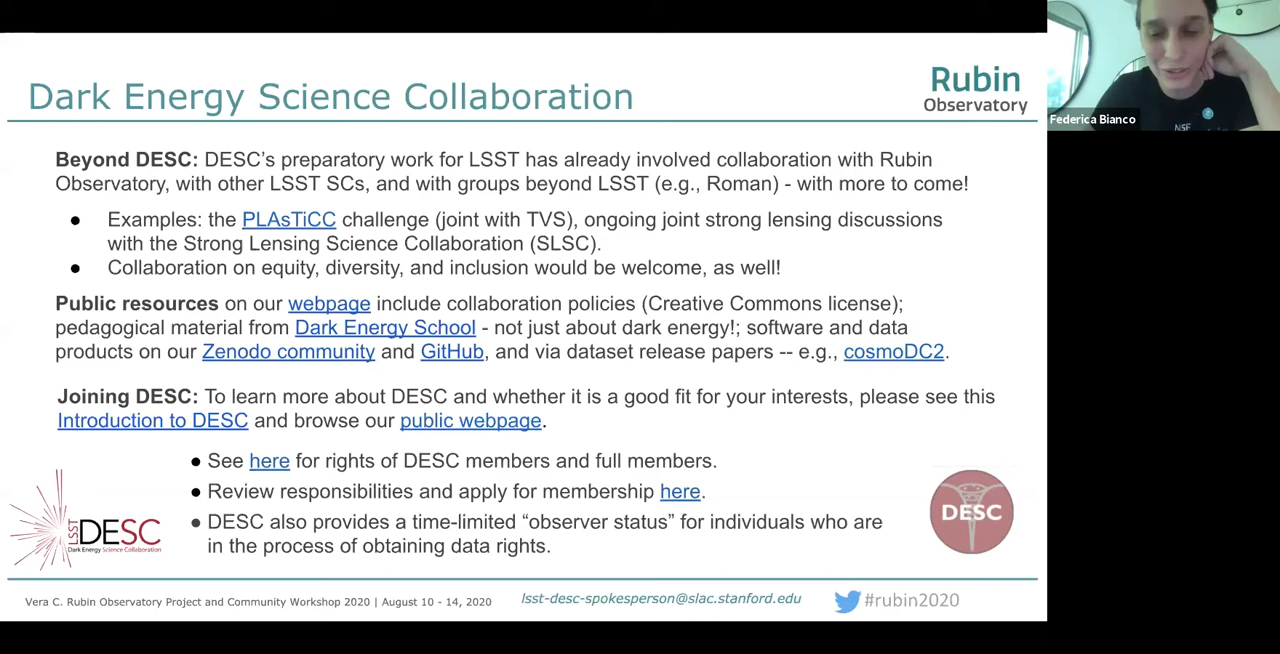 Dark Energy Science Collaboration
Rubin
Observatory
Federica Bianco
NSF
Beyond DESC: DESC's preparatory work for LSST has already involved collaboration with Rubin
Observatory, with other LSST SCs, and with groups beyond LSST (e.g., Roman) - with more to come!
● Examples: the PLAsTiCC challenge (joint with TVS), ongoing joint strong lensing discussions
with the Strong Lensing Science Collaboration (SLSC).
● Collaboration on equity, diversity, and inclusion would be welcome, as well!
Public resources on our webpage include collaboration policies (Creative Commons license);
pedagogical material from Dark Energy School - not just about dark energy!; software and data
products on our Zenodo community and GitHub, and via dataset release papers -- e.g., cosmoDC2.
Joining DESC: To learn more about DESC and whether it is a good fit for your interests, please see this
Introduction to DESC and browse our public webpage.
● See here for rights of DESC members and full members.
● Review responsibilities and apply for membership here.
● DESC also provides a time-limited “observer status” for individuals who are
in the process of obtaining data rights.
LSST
DESC
Dark Energy Science Collaboration
DESC
Vera C. Rubin Observatory Project and Community Workshop 2020 | August 10 - 14, 2020
lsst-desc-spokesperson@slac.stanford.edu
#rubin2020